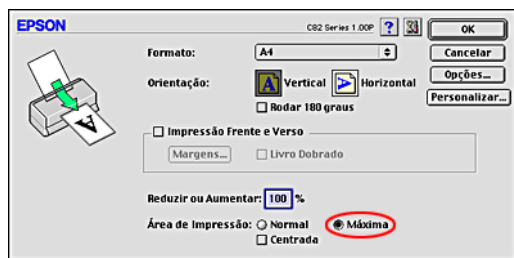 EPSON
C82 Series 1.00P ?
OK
Formato: A4
Cancelar
Orientação: A Vertical A Horizontal
Opções...
Rodar 180 graus
Personalizar...
Impressão Frente e Verso
Margens... Livro Dobrado
Reduzir ou Aumentar: 100 %
Área de Impressão: Normal Máxima
Centrada
A